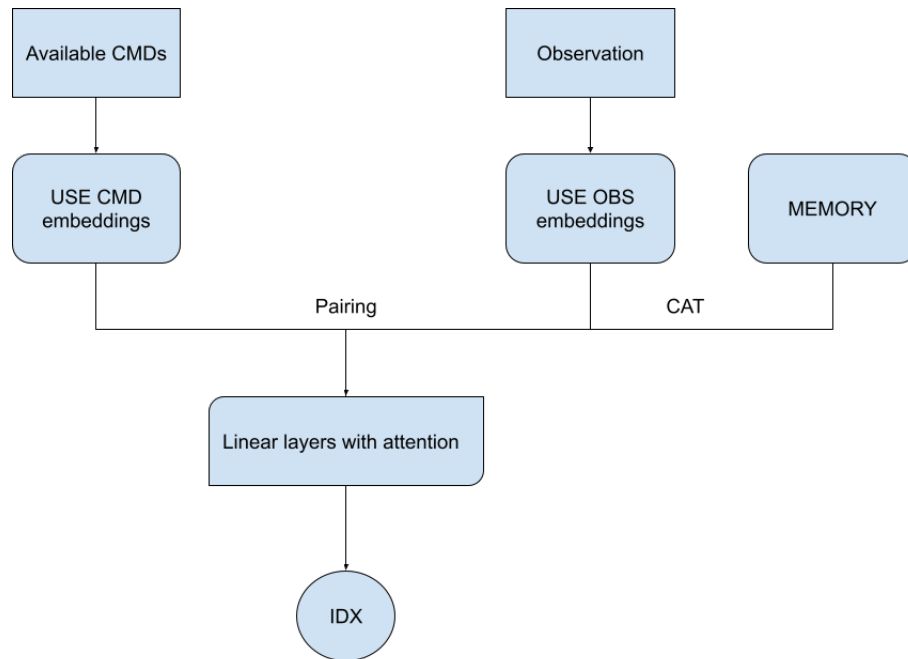 Available CMDs
Observation
USE CMD
embeddings
USE OBS
embeddings
MEMORY
Pairing
CAT
Linear layers with attention
IDX